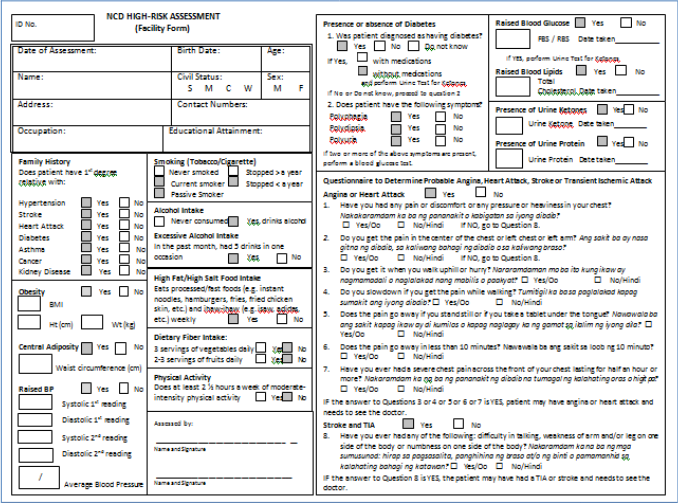 ID No.
NCD HIGH-RISK ASSESSMENT
(Facility Form)
Date of Assessment:
Birth Date:
Age:
Name:
Civil Status:
S M C W
Sex:
M F
Address:
Contact Numbers:
Occupation:
Educational Attainment:
Family History
Does patient have 1st degree
relatives with:
Hypertension Yes No
Stroke Yes No
Heart Attack Yes No
Diabetes Yes No
Asthma Yes No
Cancer Yes No
Kidney Disease Yes No
Obesity Yes No
BMI
Ht (cm) Wt (kg)
Central Adiposity Yes No
Waist circumference (cm)
Raised BP Yes No
Systolic 1st reading
Diastolic 1st reading
Systolic 2nd reading
Diastolic 2nd reading
/ Average Blood Pressure
Smoking (Tobacco/Cigarette)
Never smoked Stopped > a year
Current smoker Stopped < a year
Passive Smoker
Alcohol Intake
Never consumed Yes, drinks alcohol
Excessive Alcohol Intake
In the past month, had 5 drinks in one
occasion Yes No
High Fat/High Salt Food Intake
Eats processed/fast foods (e.g. instant
noodles, hamburgers, fries, fried chicken
skin, etc.) and ihaw-ihaw (e.g. isaw, adidas,
etc.) weekly Yes No
Dietary Fiber Intake:
3 servings of vegetables daily Yes No
2-3 servings of fruits daily Yes No
Physical Activity
Does at least 2 ½ hours a week of moderate-
intensity physical activity Yes No
Assessed by:
Name and Signature
Name and Signature
Presence or absence of Diabetes
1. Was patient diagnosed as having diabetes?
Yes No Do not know
If Yes, with medications
without medications
and perform Urine Test for Ketones
If No or Do not know, proceed to question 2
2. Does patient have the following symptoms?
Polyphagia Yes No
Polydipsia Yes No
Polyuria Yes No
If two or more of the above symptoms are present,
perform a blood glucose test.
Raised Blood Glucose Yes No
FBS / RBS Date taken
If YES, perform Urine Test for Ketones
Raised Blood Lipids Yes No
Total
Cholesterol Date taken
Presence of Urine Ketones Yes No
Urine Ketone Date taken
Presence of Urine Protein Yes No
Urine Protein Date taken
Questionnaire to Determine Probable Angina, Heart Attack, Stroke or Transient Ischemic Attack
Angina or Heart Attack Yes No
1. Have you had any pain or discomfort or any pressure or heaviness in your chest?
Nakakaramdam ka ba ng pananakit o kabigatan sa iyong dibdib?
Yes/Oo No/Hindi If NO, go to Question 8.
2. Do you get the pain in the center of the chest or left chest or left arm? Ang sakit ba ay nasa
gitna ng dibdib, sa kaliwang bahagi ng dibdib o sa kaliwang braso?
Yes/Oo No/Hindi If NO, go to Question 8.
3. Do you get it when you walk uphill or hurry? Nararamdaman mo ba ito kung ikaw ay
nagmamadali o naglalakad nang mabilis o paakyat? Yes/Oo No/Hindi
4. Do you slowdown if you get the pain while walking? Tumitigil ka ba sa paglalakad kapag
sumakit ang iyong dibdib? Yes/Oo No/Hindi
5. Does the pain go away if you stand still or if you take a tablet under the tongue? Nawawala ba
ang sakit kapag ikaw ay di kumilos o kapag naglagay ka ng gamot sa ilalim ng iyong dila?
Yes/Oo No/Hindi
6. Does the pain go away in less than 10 minutes? Nawawala ba ang sakit sa loob ng 10 minuto?
Yes/Oo No/Hindi
7. Have you ever had a severe chest pain across the front of your chest lasting for half an hour or
more? Nakakaramdam ka na ba ng pananakit ng dibdib na tumagal ng kalahating oras o higit pa?
Yes/Oo No/Hindi
If the answer to Questions 3 or 4 or 5 or 6 or 7 is YES, patient may have angina or heart attack and
needs to see the doctor.
Stroke and TIA Yes No
8. Have you ever had any of the following: difficulty in talking, weakness of arm and/or leg on one
side of the body or numbness on one side of the body? Nakakaramdam ka na ba ng mga
sumusunod: hirap sa pagsasalita, panghihina ng braso at/o ng binti o pamamanhid sa
kalahating bahagi ng katawan? Yes/Oo No/Hindi
If the answer to Question 8 is YES, the patient may have had a TIA or stroke and needs to see the
doctor.